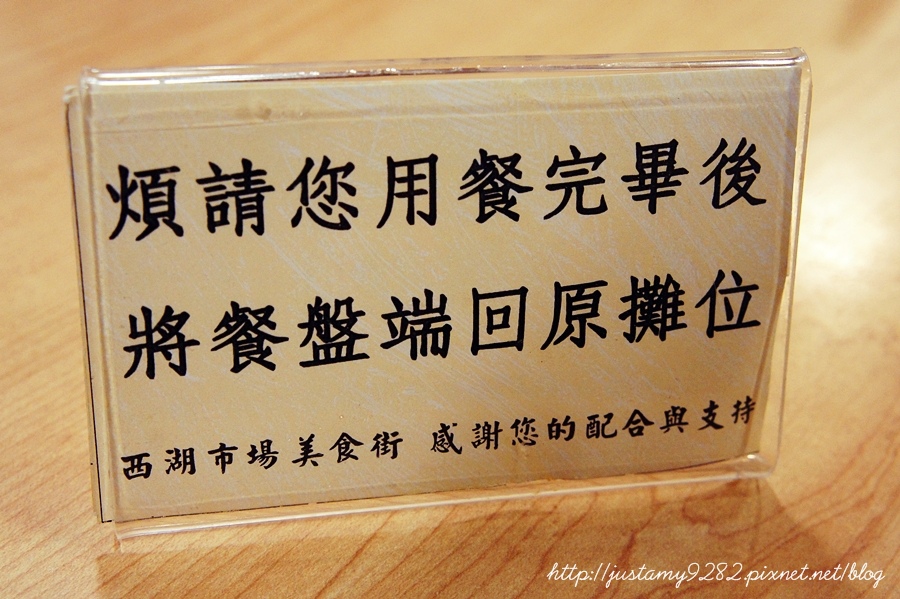 煩請您用餐完畢後
將餐盤端回原攤位
西湖市場美食街 感謝您的配合與支持
http://justamy9282.pixnet.net/blog